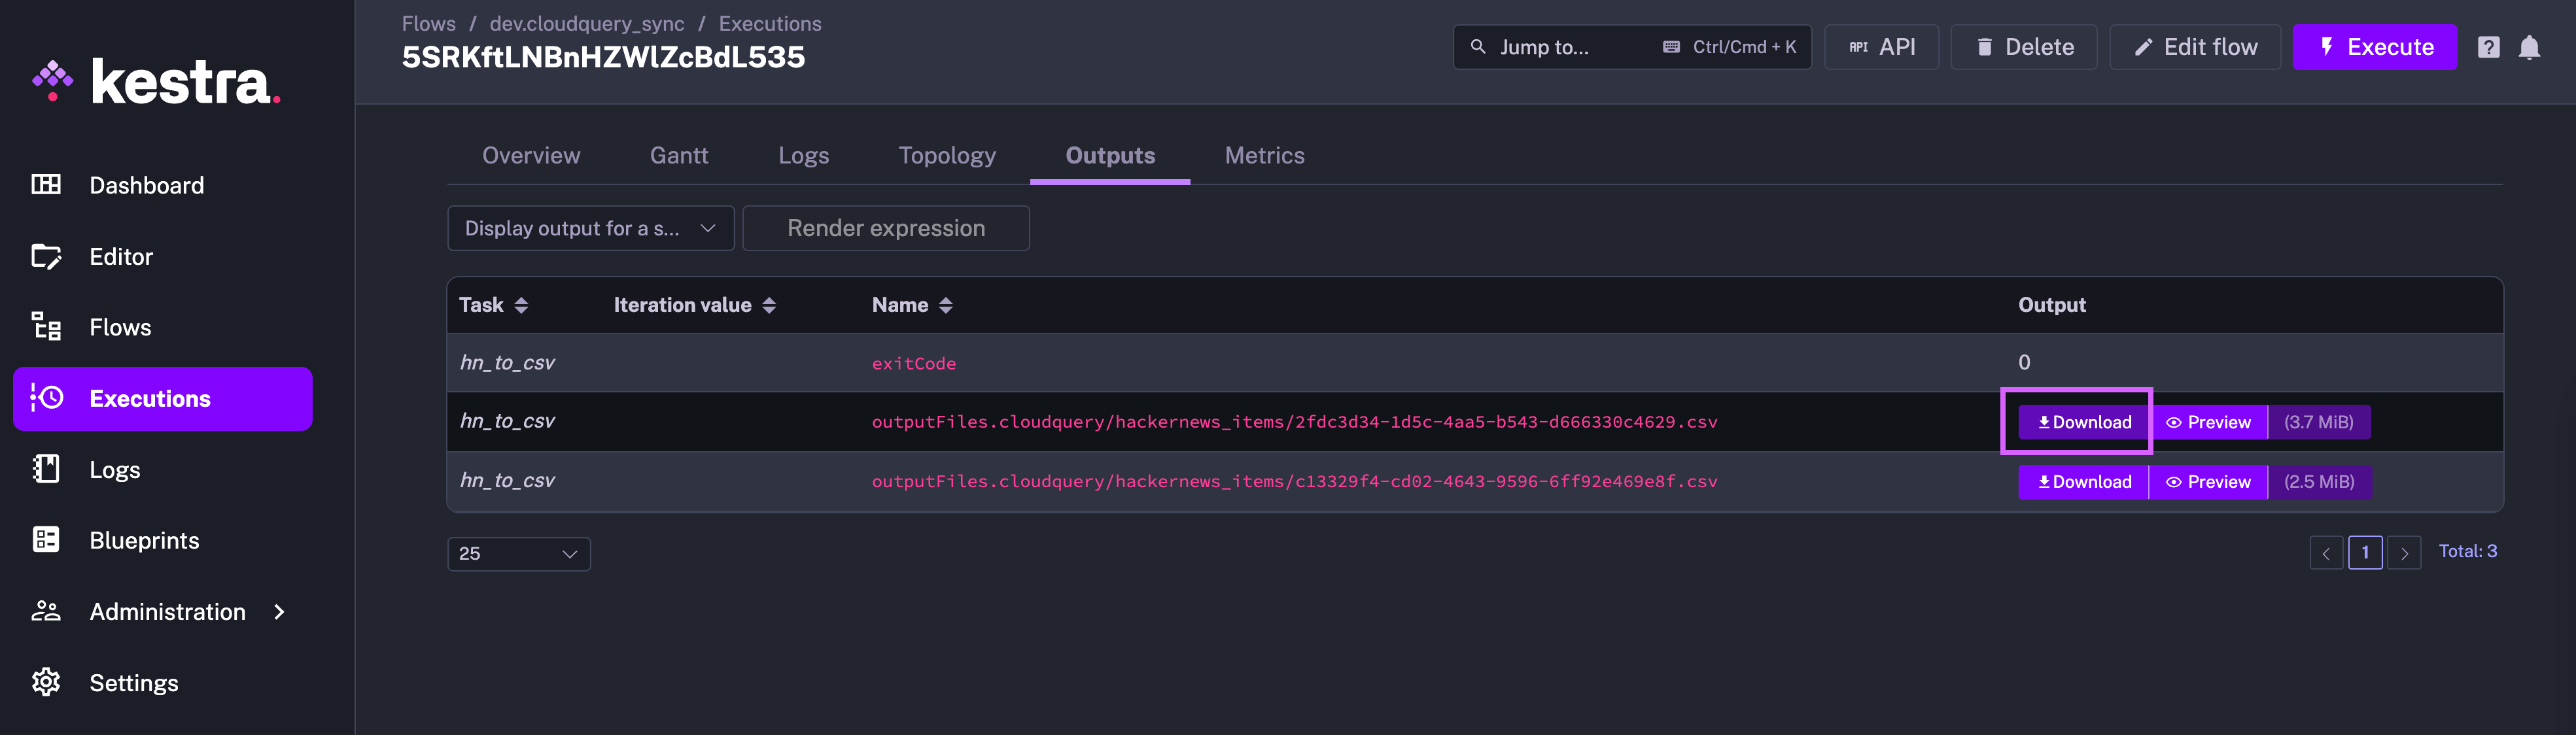 kestra.
Dashboard
Editor
Flows
Executions
Logs
Blueprints
Administration
Settings
Flows / dev.cloudquery_sync / Executions
5SRKftLNBnHZWlZcBdL535
Jump to... Ctrl/Cmd + K
API API
Delete
Edit flow
Execute
?
Overview Gantt Logs Topology Outputs Metrics
Display output for a s... Render expression
Task Iteration value Name Output
hn_to_csv exitCode 0
hn_to_csv outputFiles.cloudquery/hackernews_items/2fdc3d34-1d5c-4aa5-b543-d666330c4629.csv Download Preview (3.7 MiB)
hn_to_csv outputFiles.cloudquery/hackernews_items/c13329f4-cd02-4643-9596-6ff92e469e8f.csv Download Preview (2.5 MiB)
25 1 Total: 3